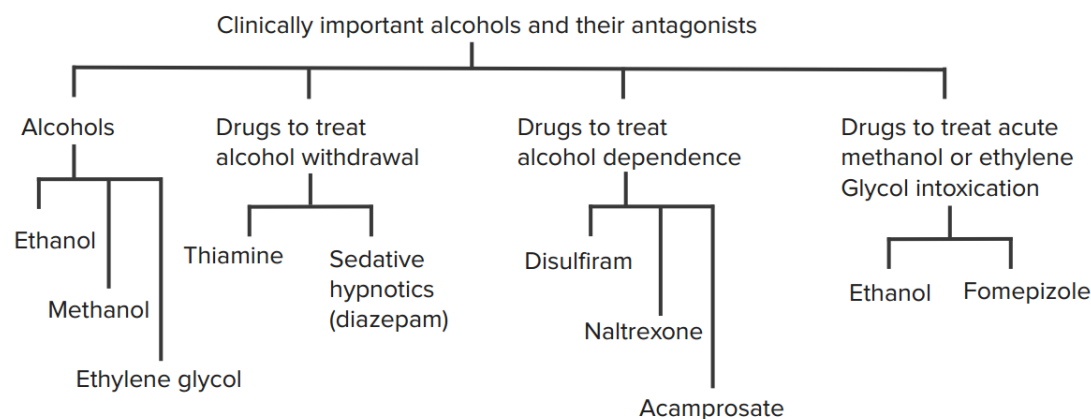 Clinically important alcohols and their antagonists
Alcohols
Ethanol
Methanol
Ethylene glycol
Drugs to treat
alcohol withdrawal
Thiamine
Sedative
hypnotics
(diazepam)
Drugs to treat
alcohol dependence
Disulfiram
Naltrexone
Acamprosate
Drugs to treat acute
methanol or ethylene
Glycol intoxication
Ethanol
Fomepizole